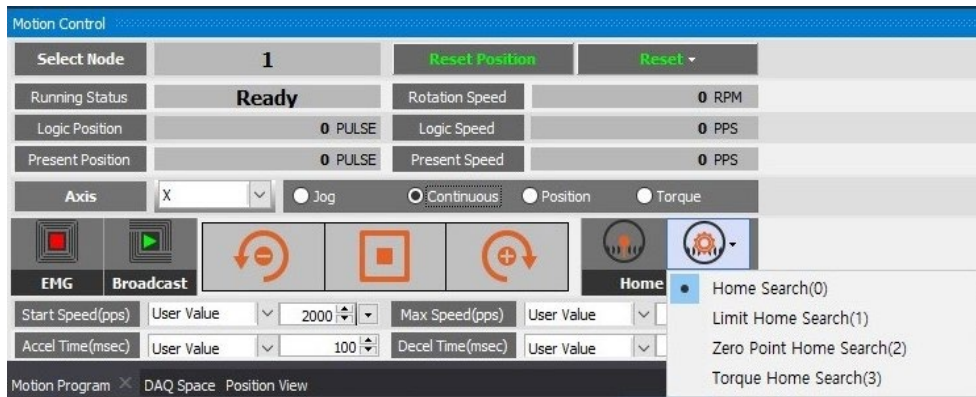 Motion Control
Select Node 1 Reset Position Reset
Running Status Ready Rotation Speed 0 RPM
Logic Position 0 PULSE Logic Speed 0 PPS
Present Position 0 PULSE Present Speed 0 PPS
Axis X Jog Continuous Position Torque
EMG Broadcast Home
Home Search(0)
Start Speed(pps) User Value 2000 Max Speed(pps) User Value
Limit Home Search(1)
Accel Time(msec) User Value 100 Decel Time(msec) User Value
Zero Point Home Search(2)
Motion Program DAQ Space Position View
Torque Home Search(3)